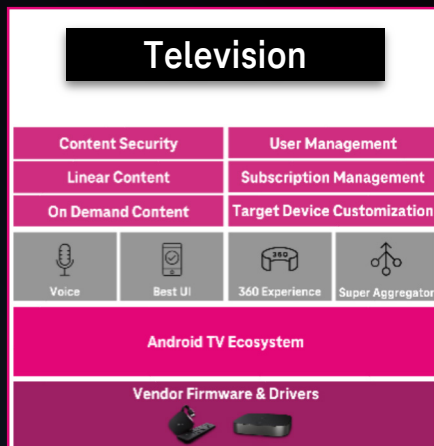 Television
Content Security
User Management
Linear Content
Subscription Management
On Demand Content
Target Device Customization
360
Voice
Best UI
360 Experience
Super Aggregator
Android TV Ecosystem
Vendor Firmware & Drivers